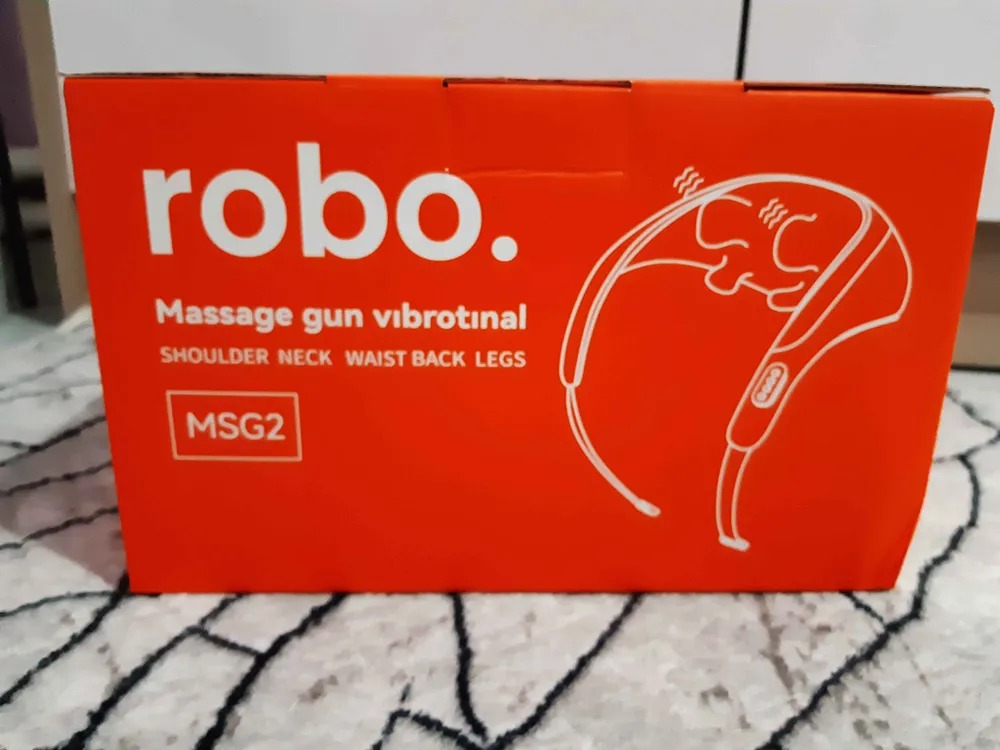 robo.
Massage gun vıbrotınal
SHOULDER NECK WAIST BACK LEGS
MSG2